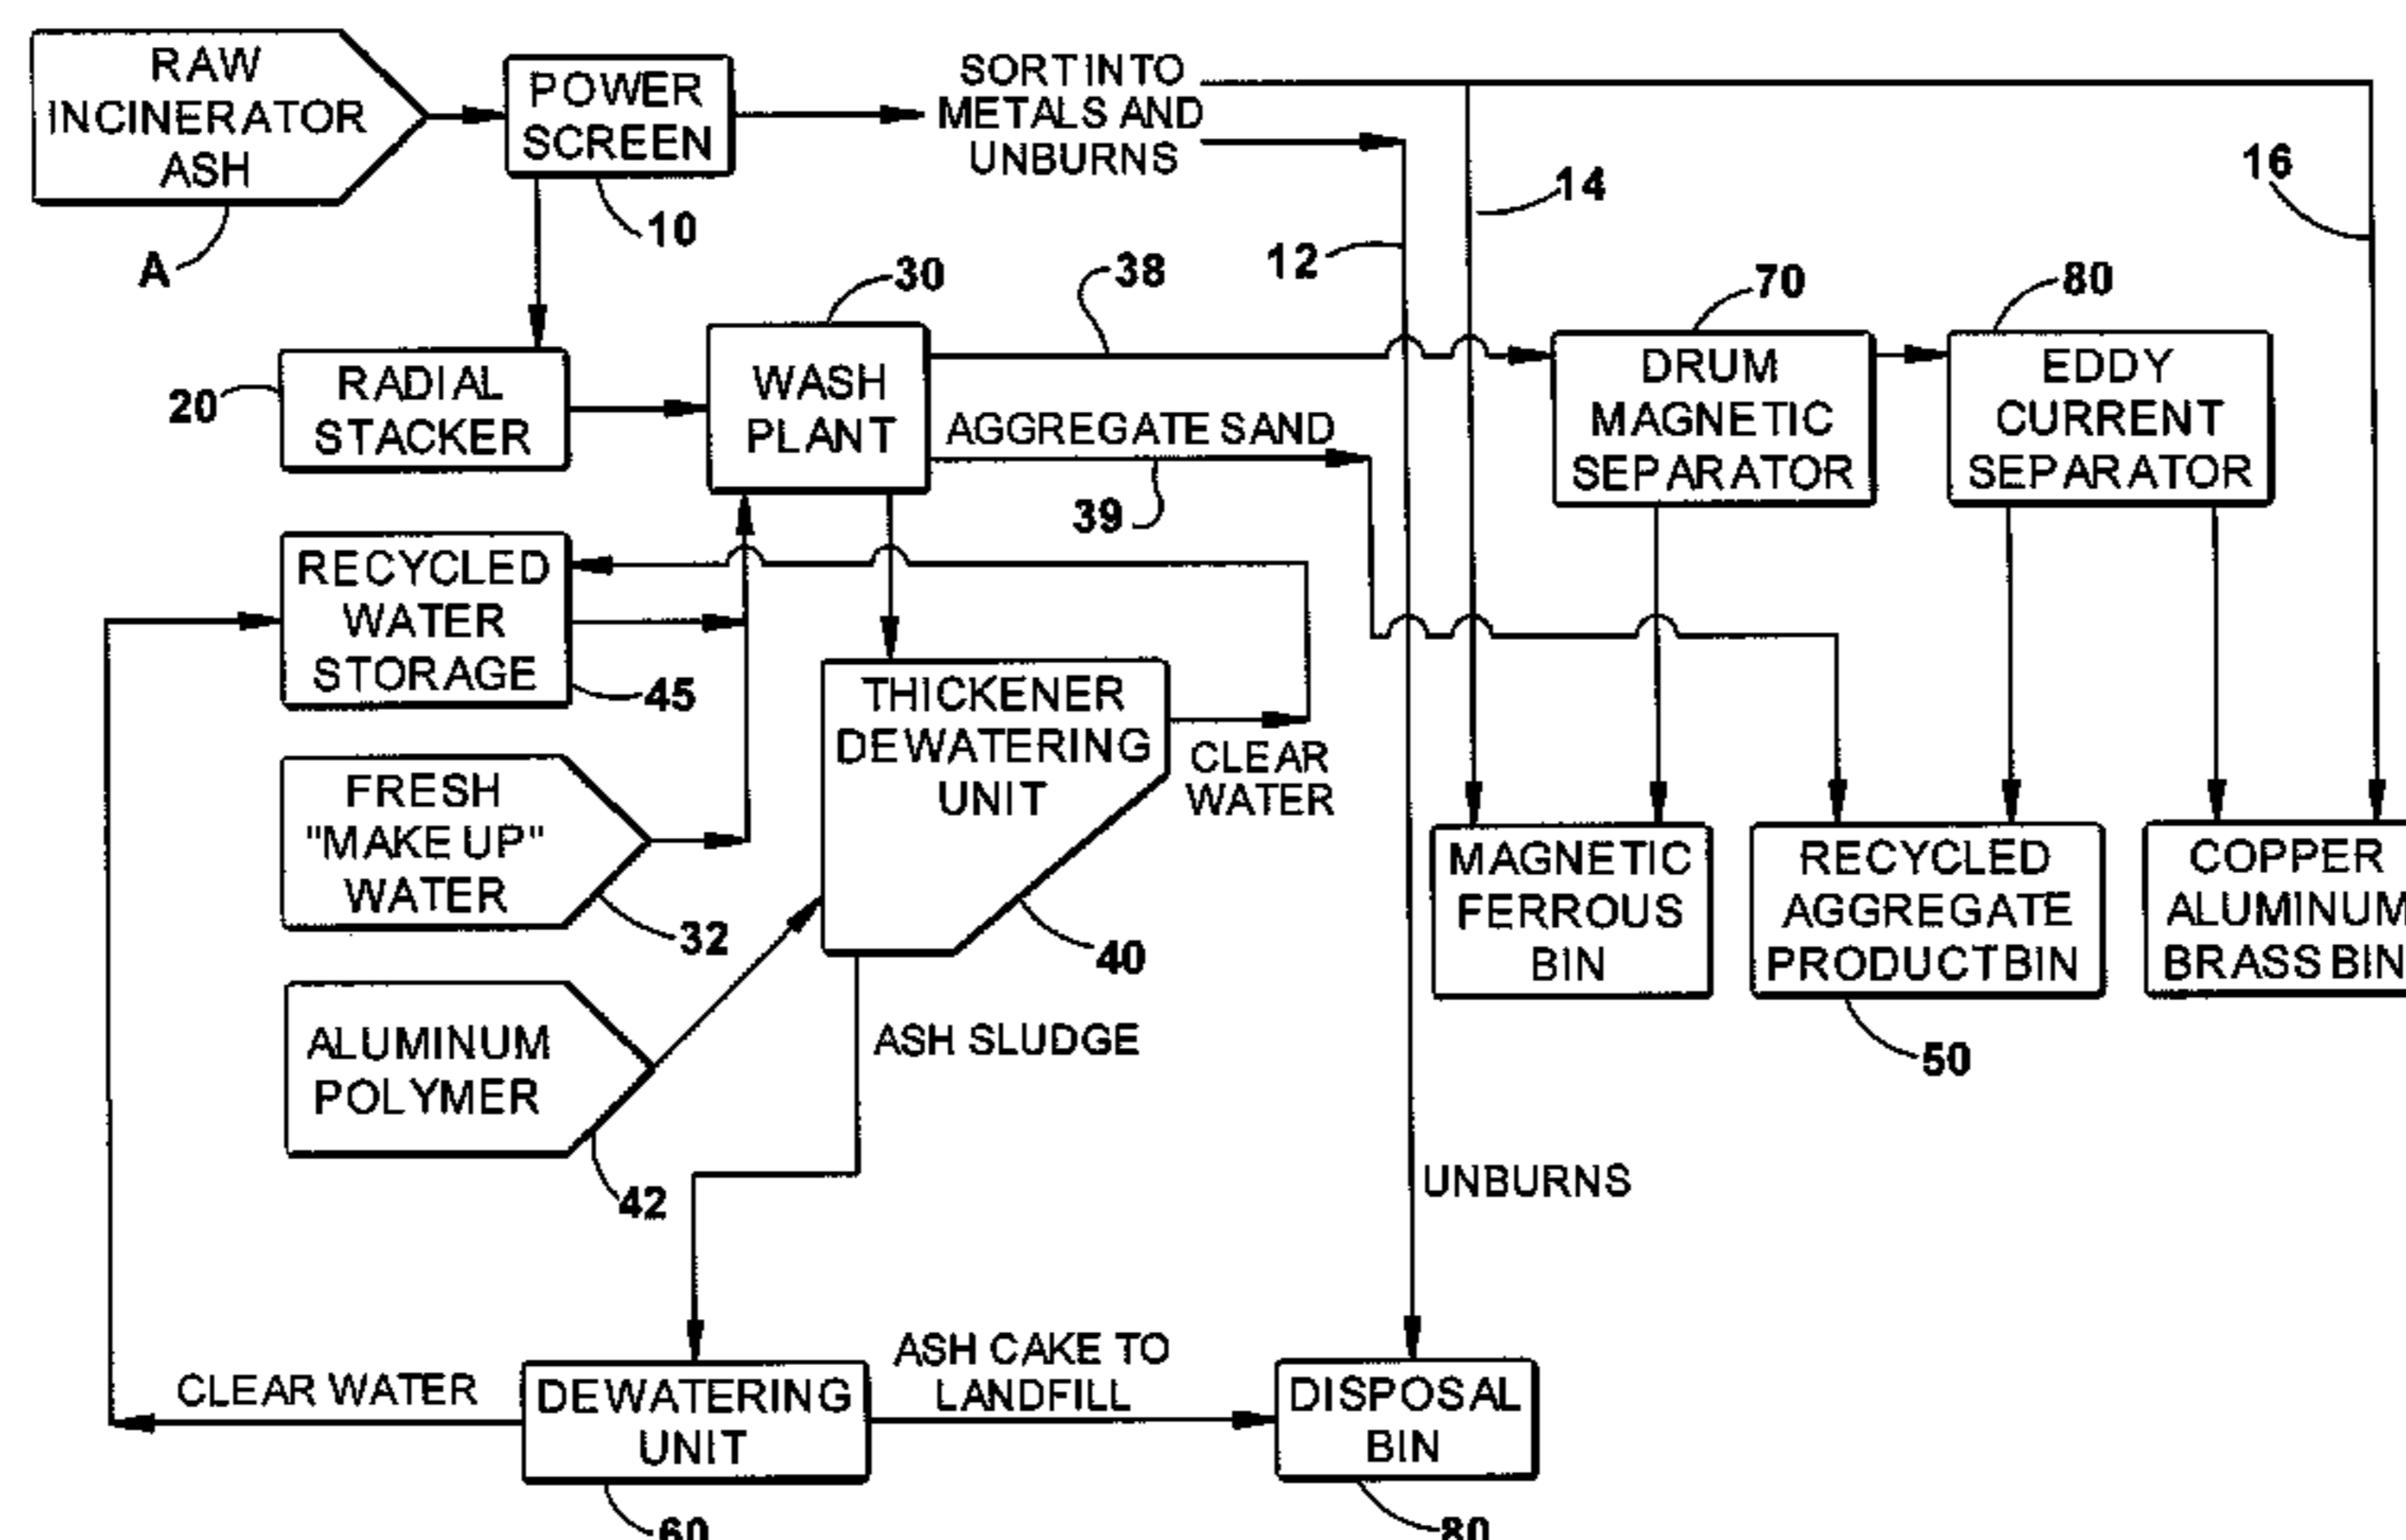 RAW
INCINERATOR
ASH
A
POWER
SCREEN
10
SORT INTO
METALS AND
UNBURNS
14
16
12
RADIAL
STACKER
20
WASH
PLANT
30
38
AGGREGATE SAND
39
DRUM
MAGNETIC
SEPARATOR
70
EDDY
CURRENT
SEPARATOR
80
RECYCLED
WATER
STORAGE
45
THICKENER
DEWATERING
UNIT
40
CLEAR
WATER
FRESH
"MAKE UP"
WATER
32
MAGNETIC
FERROUS
BIN
RECYCLED
AGGREGATE
PRODUCT BIN
50
COPPER
ALUMINUM
BRASS BIN
ALUMINUM
POLYMER
42
ASH SLUDGE
UNBURNS
CLEAR WATER
DEWATERING
UNIT
60
ASH CAKE TO
LANDFILL
DISPOSAL
BIN
80